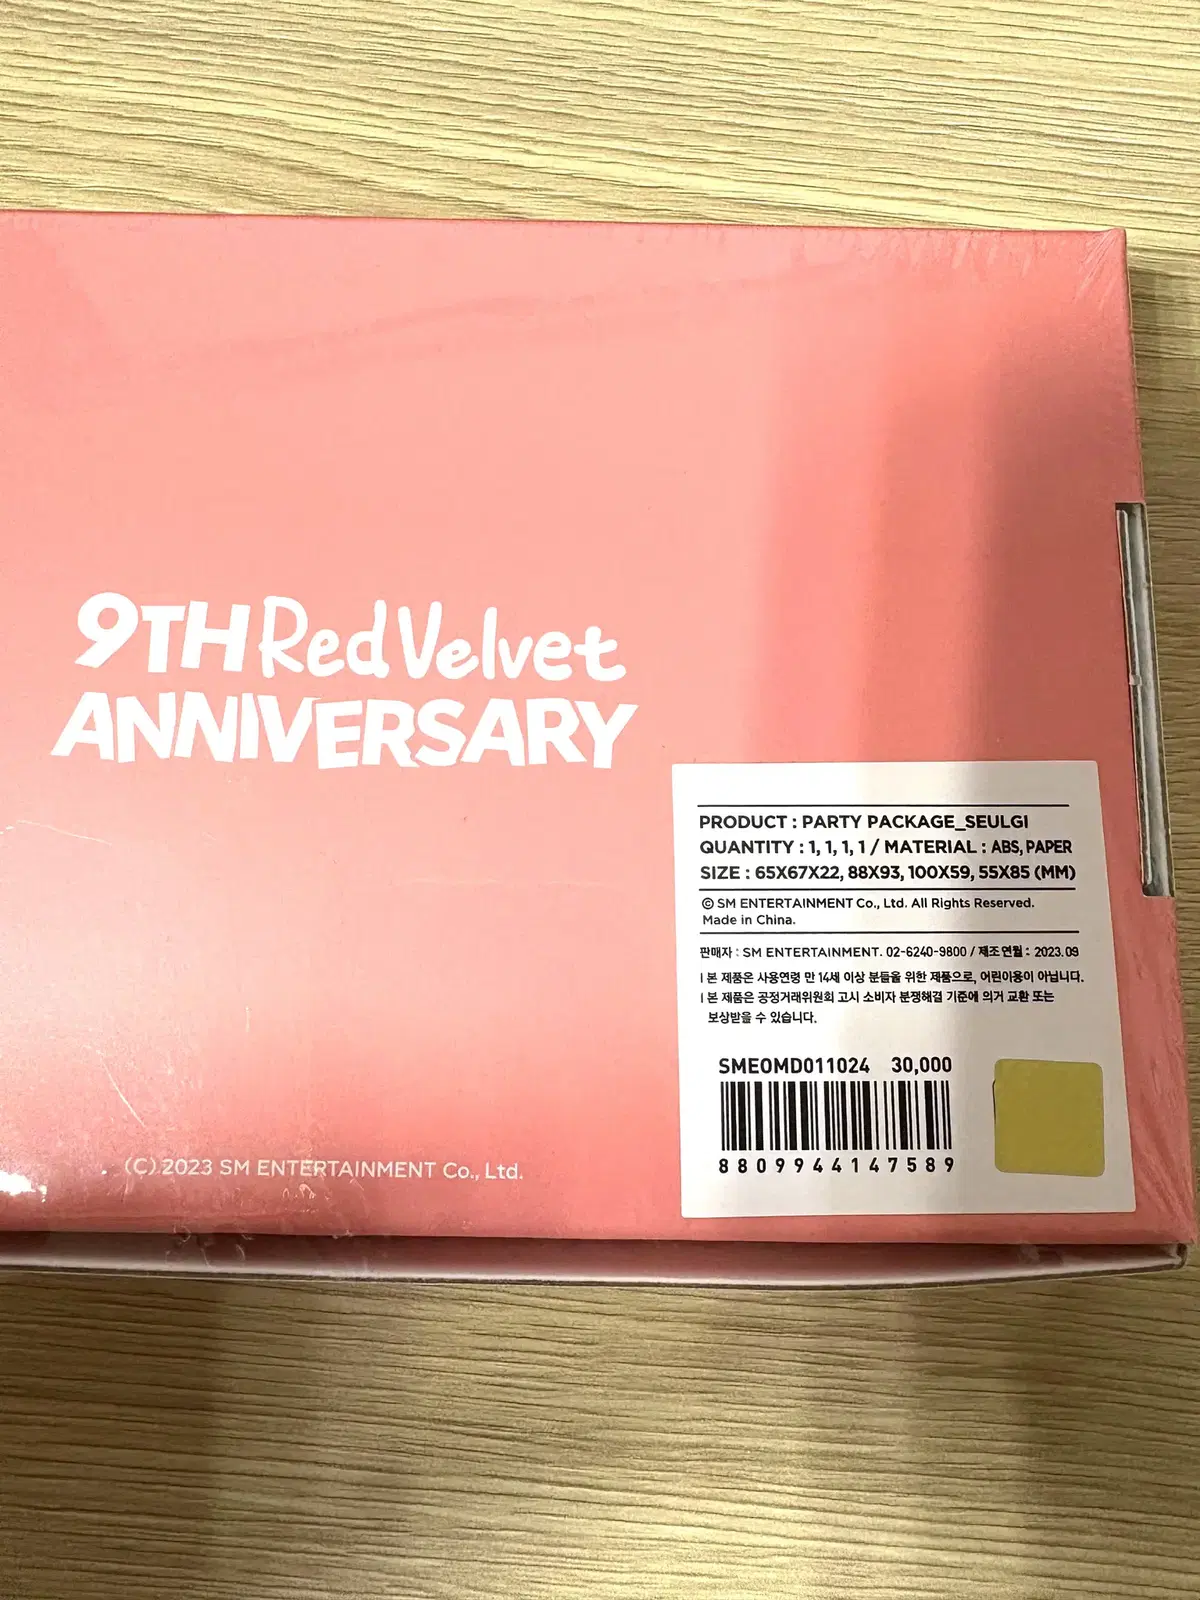 9TH Red Velvet
ANNIVERSARY
PRODUCT : PARTY PACKAGE_SEULGI
QUANTITY : 1, 1, 1, 1 / MATERIAL : ABS, PAPER
SIZE : 65X67X22, 88X93, 100X59, 55X85 (MM)
© SM ENTERTAINMENT Co., Ltd. All Rights Reserved.
Made in China.
판매자 : SM ENTERTAINMENT. 02-6240-9800 / 제조연월 : 2023.09
l 본 제품은 사용연령 만 14세 이상 분들을 위한 제품으로, 어린이용이 아닙니다.
l 본 제품은 공정거래위원회 고시 소비자 분쟁해결 기준에 의거 교환 또는
보상받을 수 있습니다.
SMEOMD011024 30,000
8809944147589
(C) 2023 SM ENTERTAINMENT Co., Ltd.